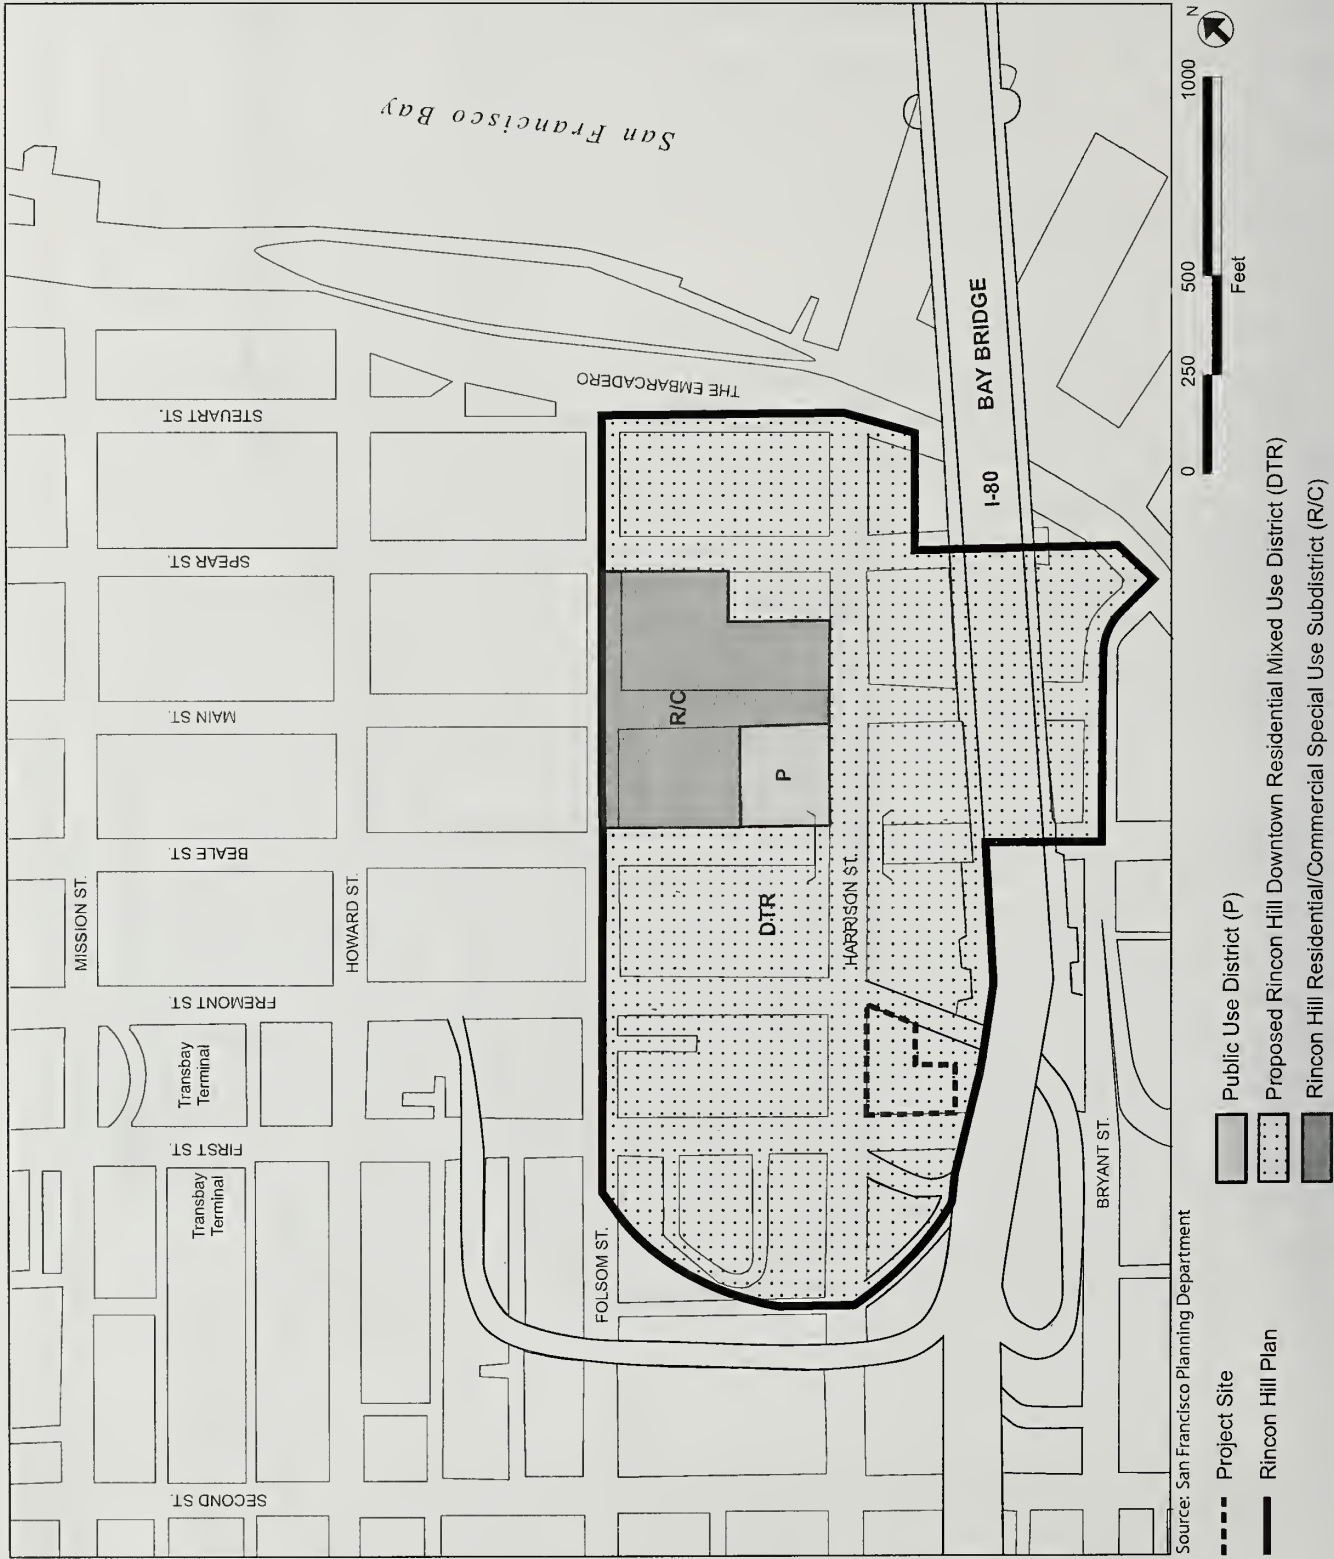 San Francisco Bay
STEUART ST.
SPEAR ST.
MAIN ST.
BEALE ST.
FREMONT ST.
FIRST ST.
SECOND ST.
MISSION ST.
HOWARD ST.
FOLSOM ST.
HARRISON ST.
BRYANT ST.
THE EMBARCADERO
Transbay
Terminal
Transbay
Terminal
R/C
P
DTR
I-80
BAY BRIDGE
Source: San Francisco Planning Department
Project Site
Rincon Hill Plan
Public Use District (P)
Proposed Rincon Hill Downtown Residential Mixed Use District (DTR)
Rincon Hill Residential/Commercial Special Use Subdistrict (R/C)
0 250 500 1000
Feet
N